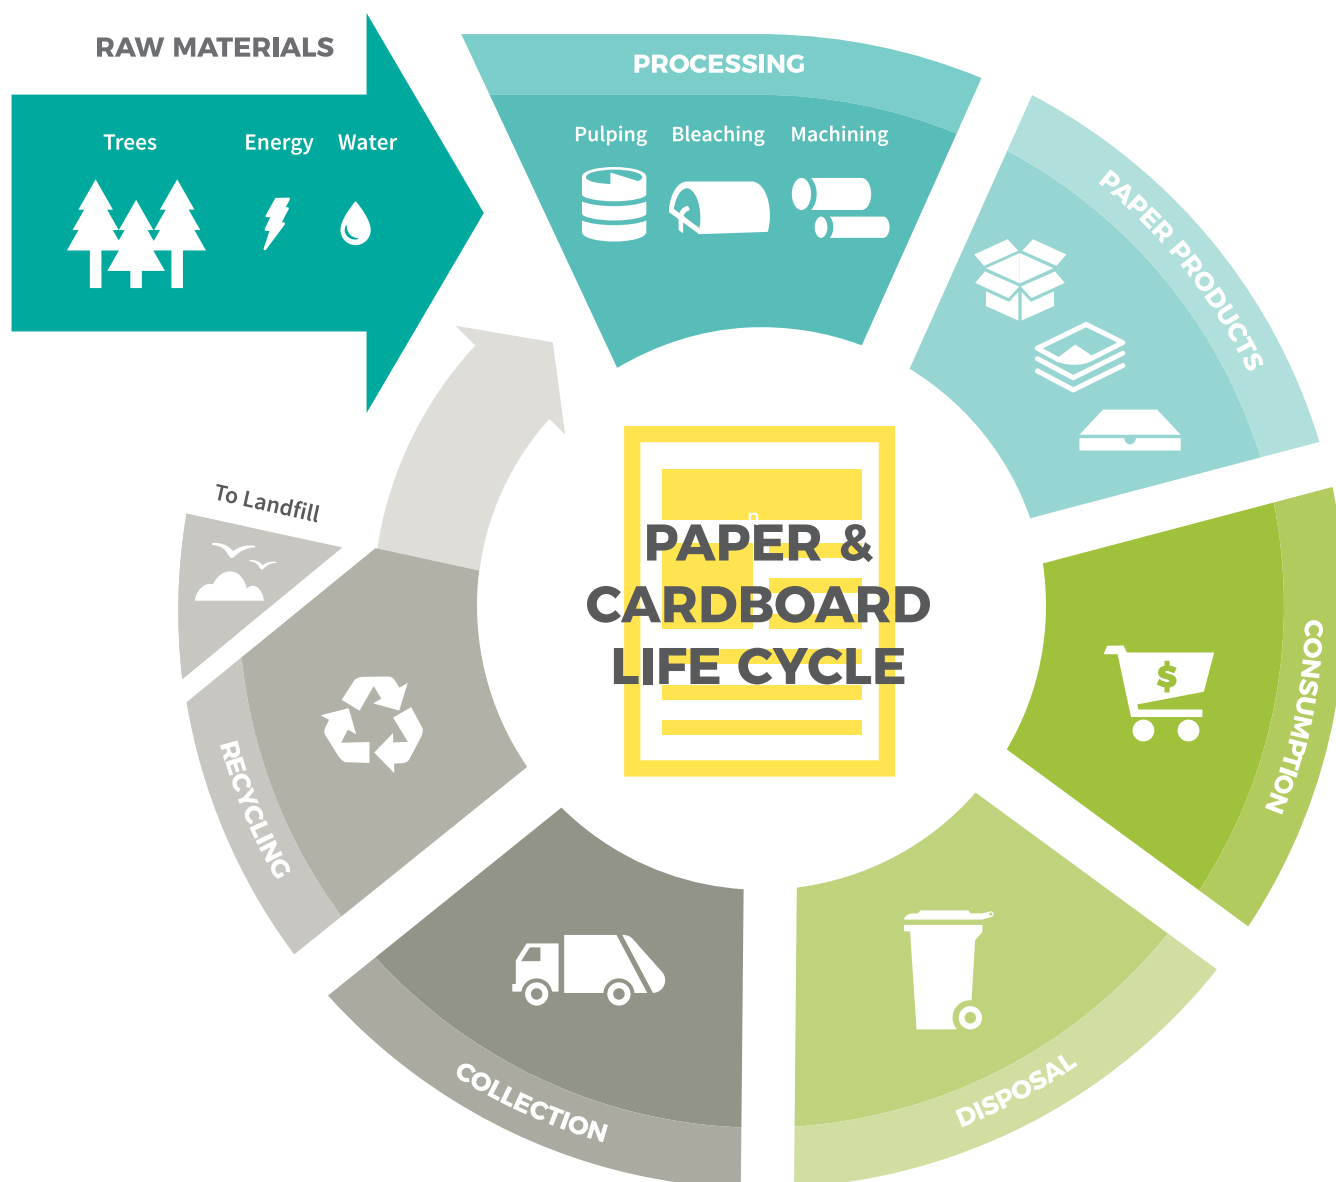 RAW MATERIALS
Trees
Energy
Water
PROCESSING
Pulping
Bleaching
Machining
PAPER PRODUCTS
CONSUMPTION
$
DISPOSAL
COLLECTION
RECYCLING
To Landfill
PAPER &
CARDBOARD
LIFE CYCLE